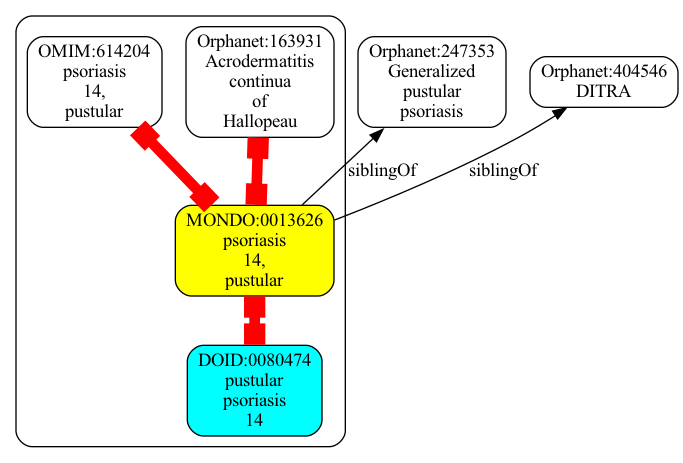 OMIM:614204
psoriasis
14,
pustular
Orphanet:163931
Acrodermatitis
continua
of
Hallopeau
Orphanet:247353
Generalized
pustular
psoriasis
Orphanet:404546
DITRA
siblingOf
siblingOf
MONDO:0013626
psoriasis
14,
pustular
DOID:0080474
pustular
psoriasis
14